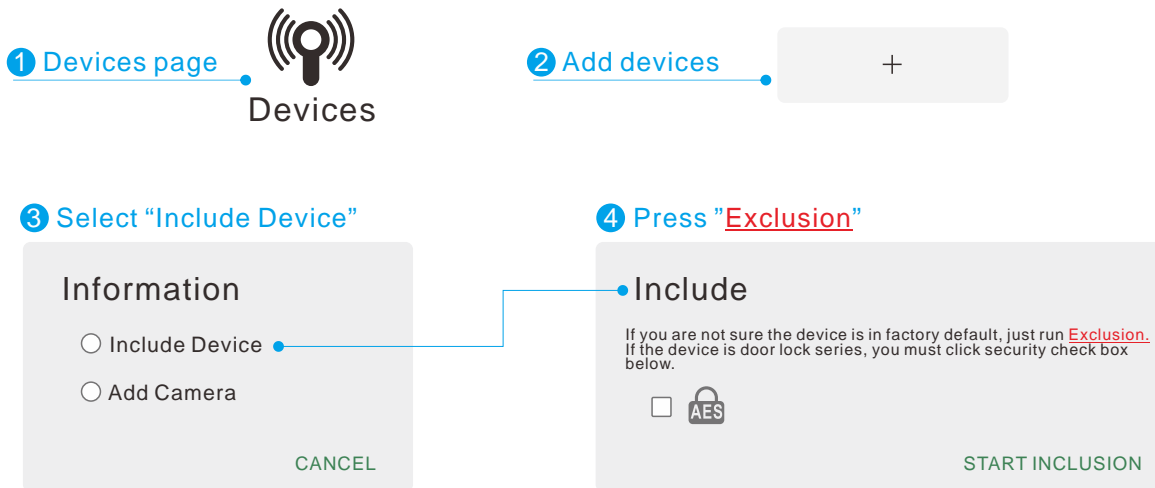 1 Devices page
Devices
2 Add devices
+
3 Select “Include Device”
Information
Include Device
Add Camera
CANCEL
4 Press ”Exclusion”
Include
If you are not sure the device is in factory default, just run Exclusion.
If the device is door lock series, you must click security check box
below.
AES
START INCLUSION